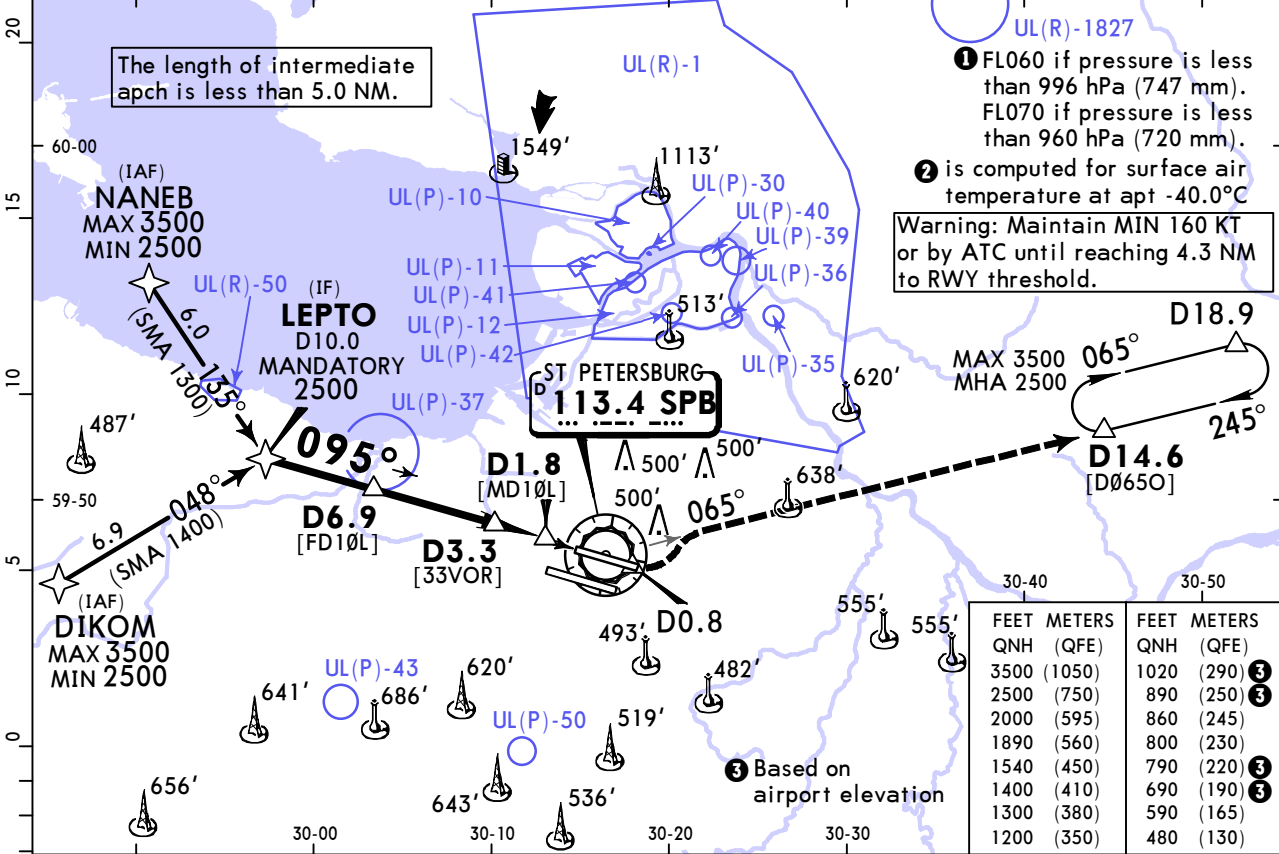 20
15
10
5
0
The length of intermediate
apch is less than 5.0 NM.
UL(R)-1827
❶ FL060 if pressure is less
than 996 hPa (747 mm).
FL070 if pressure is less
than 960 hPa (720 mm).
❷ is computed for surface air
temperature at apt -40.0°C
Warning: Maintain MIN 160 KT
or by ATC until reaching 4.3 NM
to RWY threshold.
UL(R)-1
60-00
1549'
1113'
(IAF)
NANEB
MAX 3500
MIN 2500
UL(P)-10
UL(P)-30
UL(P)-40
UL(P)-39
UL(P)-36
UL(P)-11
UL(P)-41
UL(P)-12
UL(P)-42
513'
UL(P)-35
UL(R)-50
6.0
135°
(SMA 1300)
(IF)
LEPTO
D10.0
MANDATORY
2500
UL(P)-37
487'
095°
ST PETERSBURG
D 113.4 SPB
620'
MAX 3500
MHA 2500
065°
D18.9
245°
D14.6
[DØ65O]
500'
500'
500'
638'
065°
59-50
048°
6.9
(SMA 1400)
D6.9
[FD1ØL]
D3.3
[33VOR]
D1.8
[MD1ØL]
D0.8
(IAF)
DIKOM
MAX 3500
MIN 2500
UL(P)-43
641'
686'
620'
UL(P)-50
519'
493'
482'
555'
555'
656'
643'
536'
❸ Based on
airport elevation
30-00
30-10
30-20
30-30
30-40
30-50
FEET METERS FEET METERS
QNH (QFE) QNH (QFE)
3500 (1050) 1020 (290) ❸
2500 (750) 890 (250) ❸
2000 (595) 860 (245)
1890 (560) 800 (230)
1540 (450) 790 (220) ❸
1400 (410) 690 (190) ❸
1300 (380) 590 (165)
1200 (350) 480 (130)